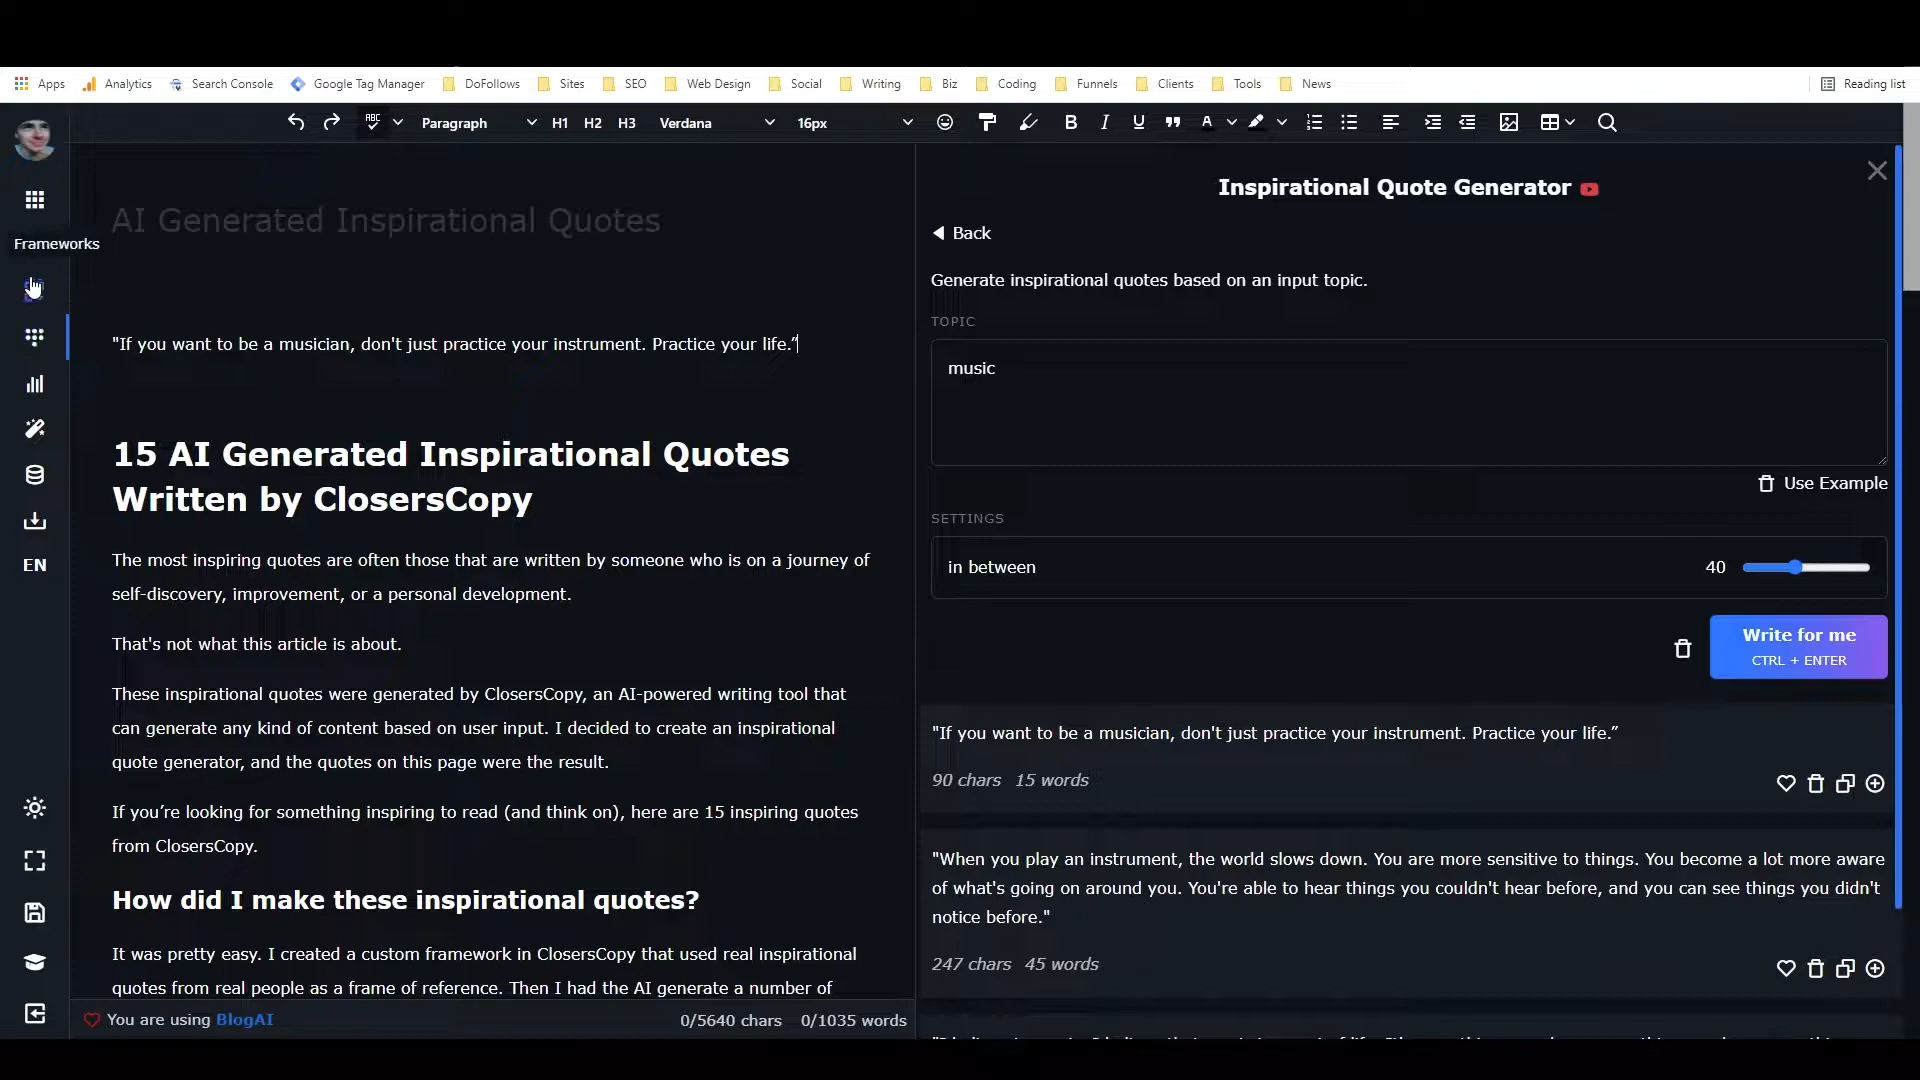 Apps Analytics Search Console Google Tag Manager DoFollows Sites SEO Web Design Social Writing Biz Coding Funnels Clients Tools News Reading list
ABC Paragraph H1 H2 H3 Verdana 16px B I U A
Inspirational Quote Generator
AI Generated Inspirational Quotes
Back
Frameworks
Generate inspirational quotes based on an input topic.
TOPIC
"If you want to be a musician, don't just practice your instrument. Practice your life.”
music
15 AI Generated Inspirational Quotes
Written by ClosersCopy
Use Example
SETTINGS
The most inspiring quotes are often those that are written by someone who is on a journey of
self-discovery, improvement, or a personal development.
in between 40
EN
That's not what this article is about.
Write for me
CTRL + ENTER
These inspirational quotes were generated by ClosersCopy, an AI-powered writing tool that
can generate any kind of content based on user input. I decided to create an inspirational
quote generator, and the quotes on this page were the result.
"If you want to be a musician, don't just practice your instrument. Practice your life.”
90 chars 15 words
If you’re looking for something inspiring to read (and think on), here are 15 inspiring quotes
from ClosersCopy.
"When you play an instrument, the world slows down. You are more sensitive to things. You become a lot more aware
of what's going on around you. You're able to hear things you couldn't hear before, and you can see things you didn't
notice before."
247 chars 45 words
How did I make these inspirational quotes?
It was pretty easy. I created a custom framework in ClosersCopy that used real inspirational
quotes from real people as a frame of reference. Then I had the AI generate a number of
You are using BlogAI 0/5640 chars 0/1035 words